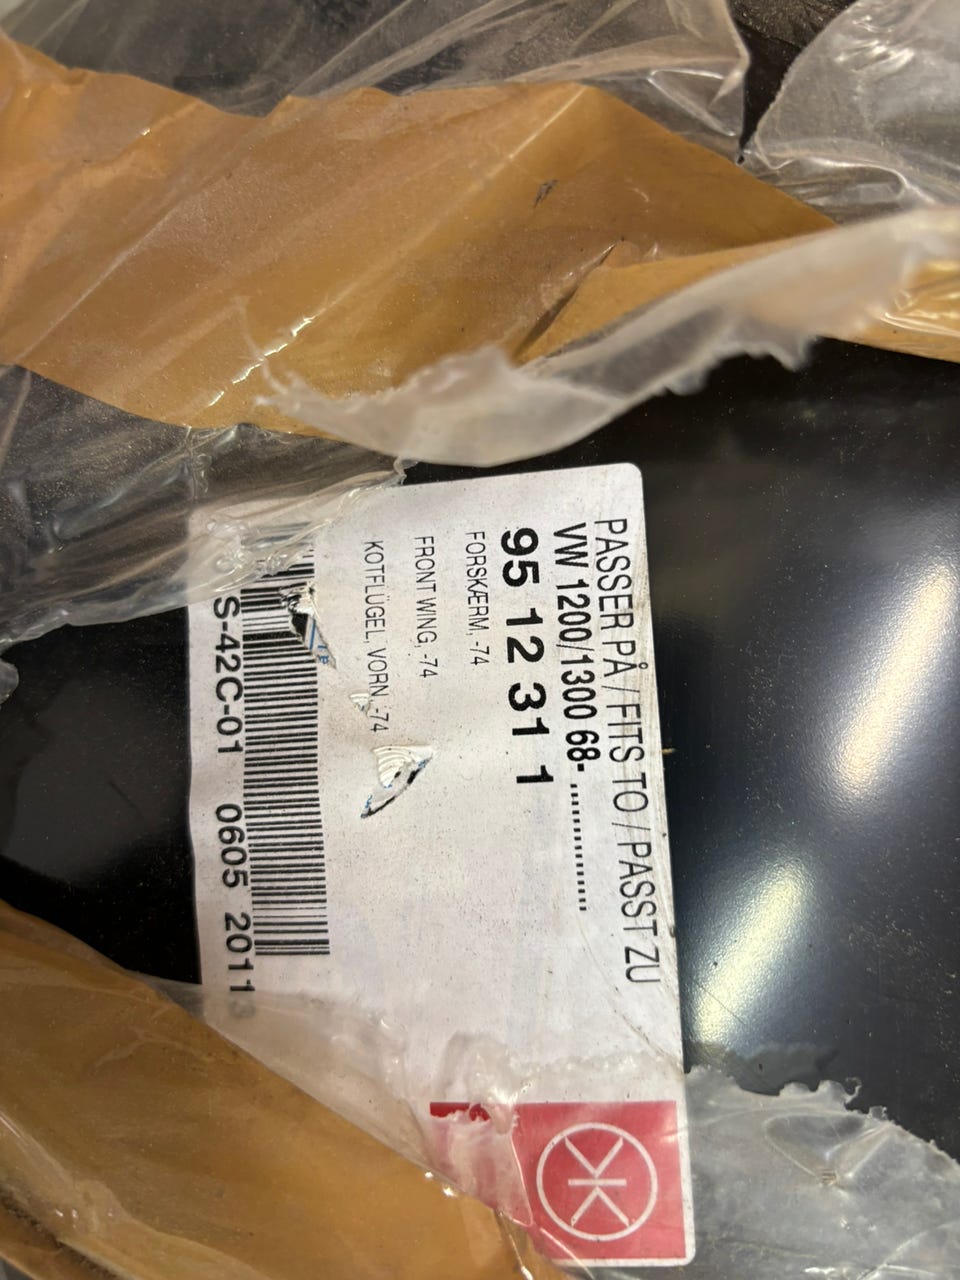 PASSER PÅ / FITS TO / PASST ZU
VW 1200/1300 68- ..............
95 12 31 1
FORSKÆRM, -74
FRONT WING, -74
KOTFLÜGEL, VORN, -74
S-42C-01 0605 2011